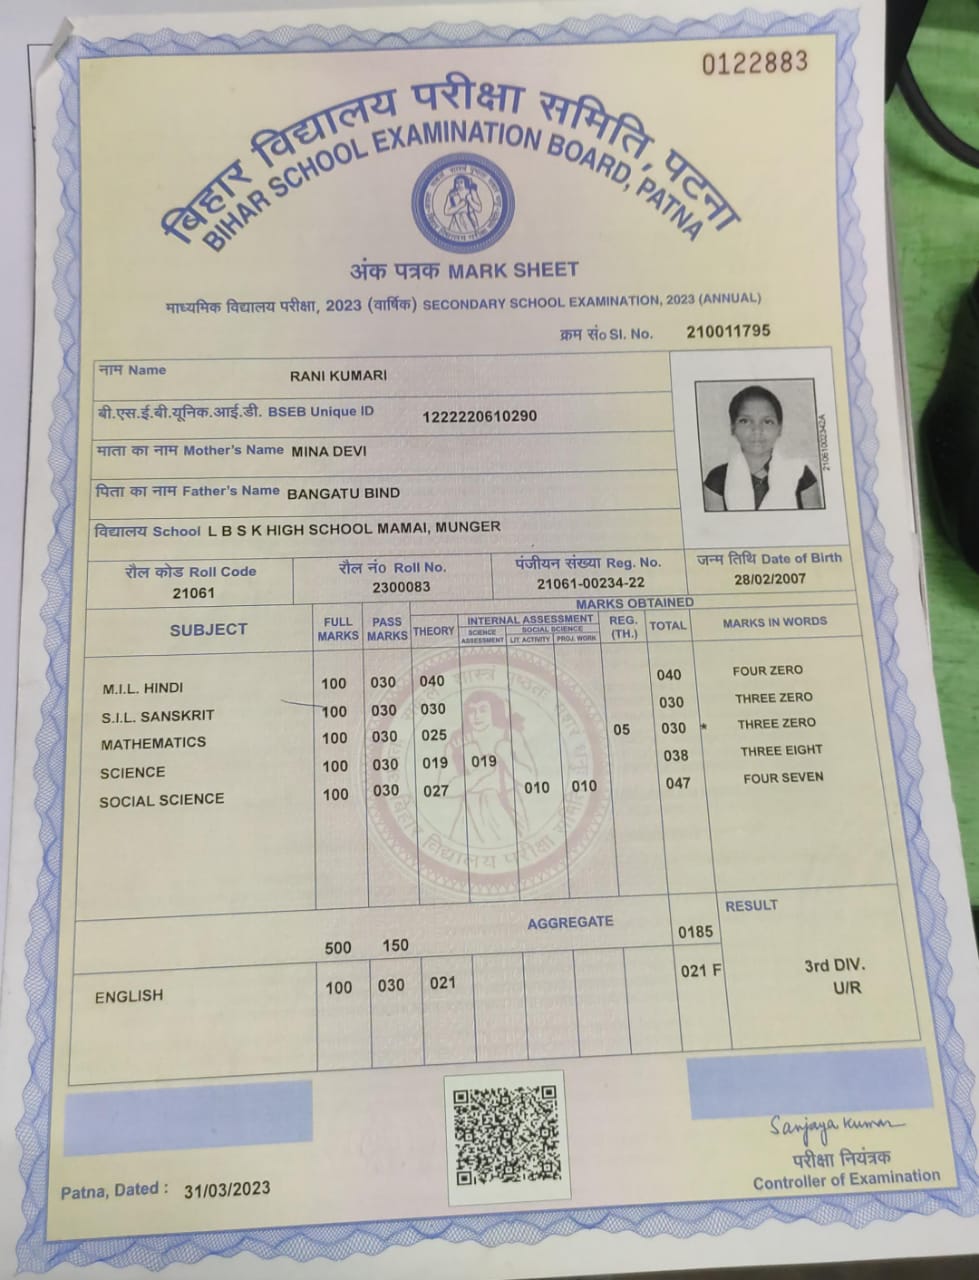 0122883
बिहार विद्यालय परीक्षा समिति, पटना
BIHAR SCHOOL EXAMINATION BOARD, PATNA
अंक पत्रक MARK SHEET
माध्यमिक विद्यालय परीक्षा, 2023 (वार्षिक) SECONDARY SCHOOL EXAMINATION, 2023 (ANNUAL)
क्रम सं० Sl. No. 210011795
नाम Name RANI KUMARI
बी.एस.ई.बी.यूनिक.आई.डी. BSEB Unique ID 1222220610290
माता का नाम Mother's Name MINA DEVI
पिता का नाम Father's Name BANGATU BIND
विद्यालय School L B S K HIGH SCHOOL MAMAI, MUNGER
21061002342A
रौल कोड Roll Code रौल नं० Roll No. पंजीयन संख्या Reg. No. जन्म तिथि Date of Birth
21061 2300083 21061-00234-22 28/02/2007
MARKS OBTAINED
SUBJECT FULL MARKS PASS MARKS THEORY INTERNAL ASSESSMENT REG. (TH.) TOTAL MARKS IN WORDS
SCIENCE ASSESSMENT SOCIAL SCIENCE
LIT ACTIVITY PROJ. WORK
M.I.L. HINDI 100 030 040 040 FOUR ZERO
S.I.L. SANSKRIT 100 030 030 030 THREE ZERO
MATHEMATICS 100 030 025 05 030 * THREE ZERO
SCIENCE 100 030 019 019 038 THREE EIGHT
SOCIAL SCIENCE 100 030 027 010 010 047 FOUR SEVEN
500 150 AGGREGATE 0185 RESULT
ENGLISH 100 030 021 021 F 3rd DIV.
U/R
Sanjaya Kumar
परीक्षा नियंत्रक
Controller of Examination
Patna, Dated : 31/03/2023